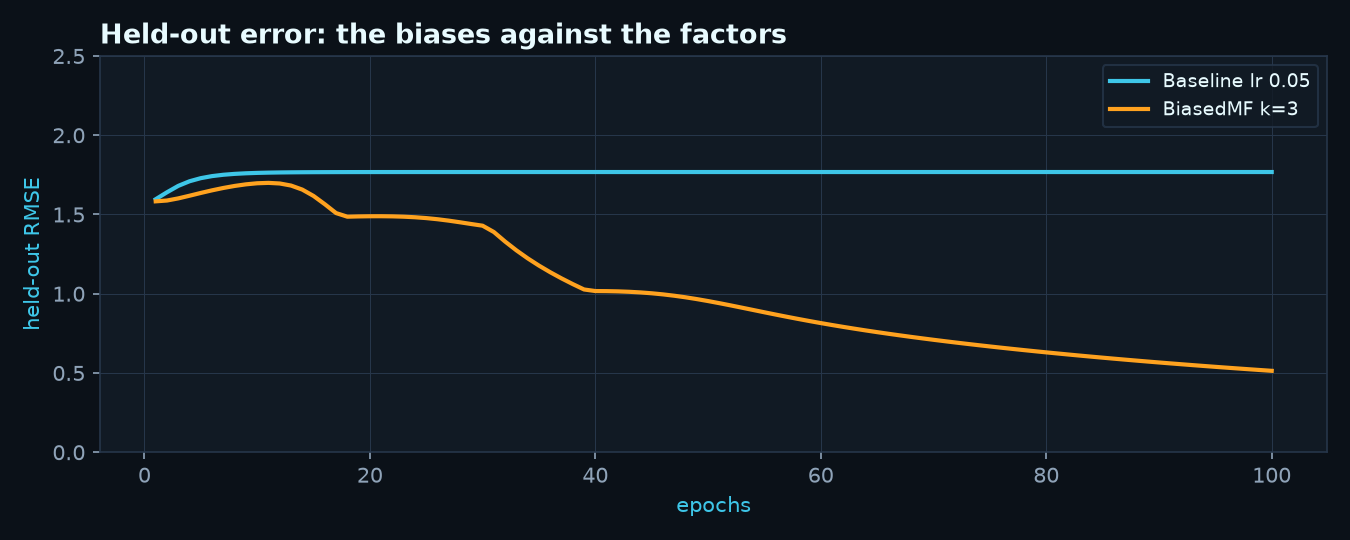 Held-out error: the biases against the factors
Baseline lr 0.05
BiasedMF k=3
held-out RMSE
2.5
2.0
1.5
1.0
0.5
0.0
0 20 40 60 80 100
epochs